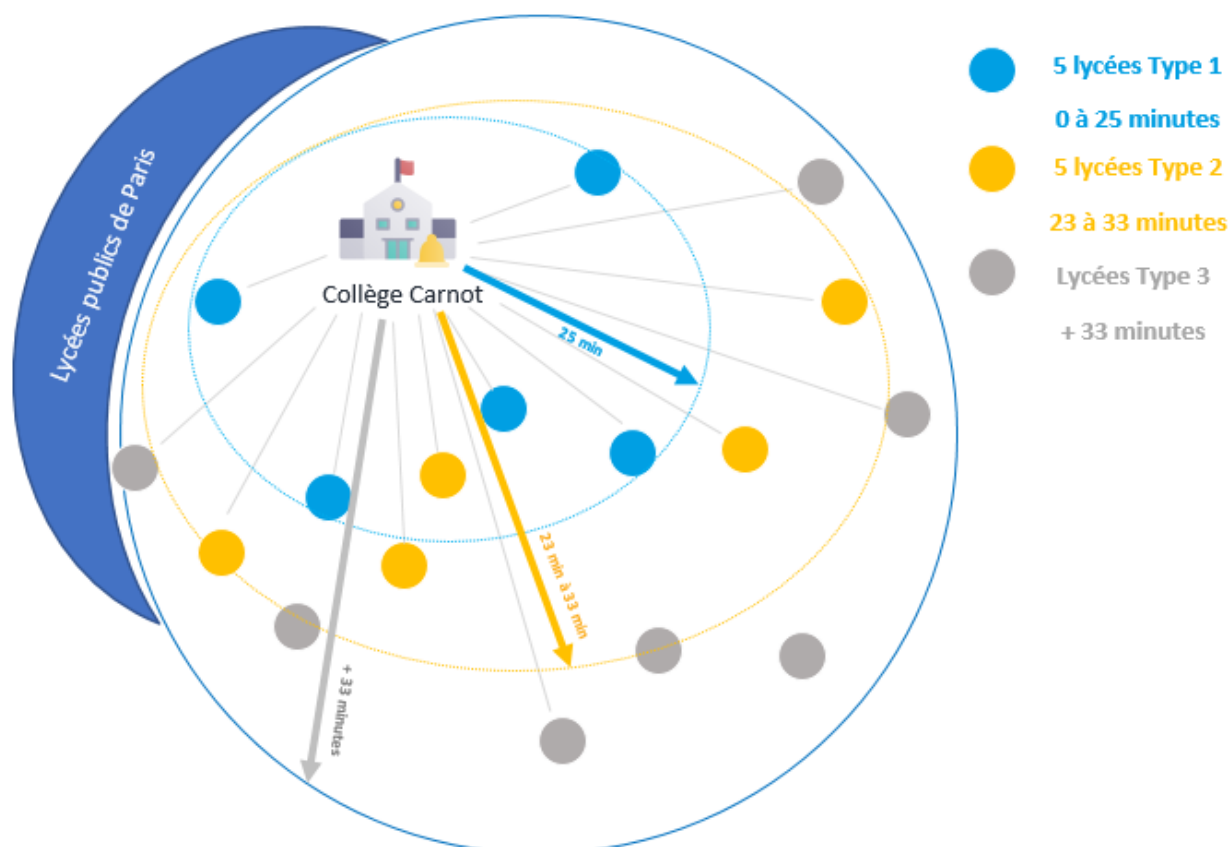 Lycées publics de Paris
Collège Carnot
25 min
23 min à 33 min
+ 33 minutes
5 lycées Type 1
0 à 25 minutes
5 lycées Type 2
23 à 33 minutes
Lycées Type 3
+ 33 minutes